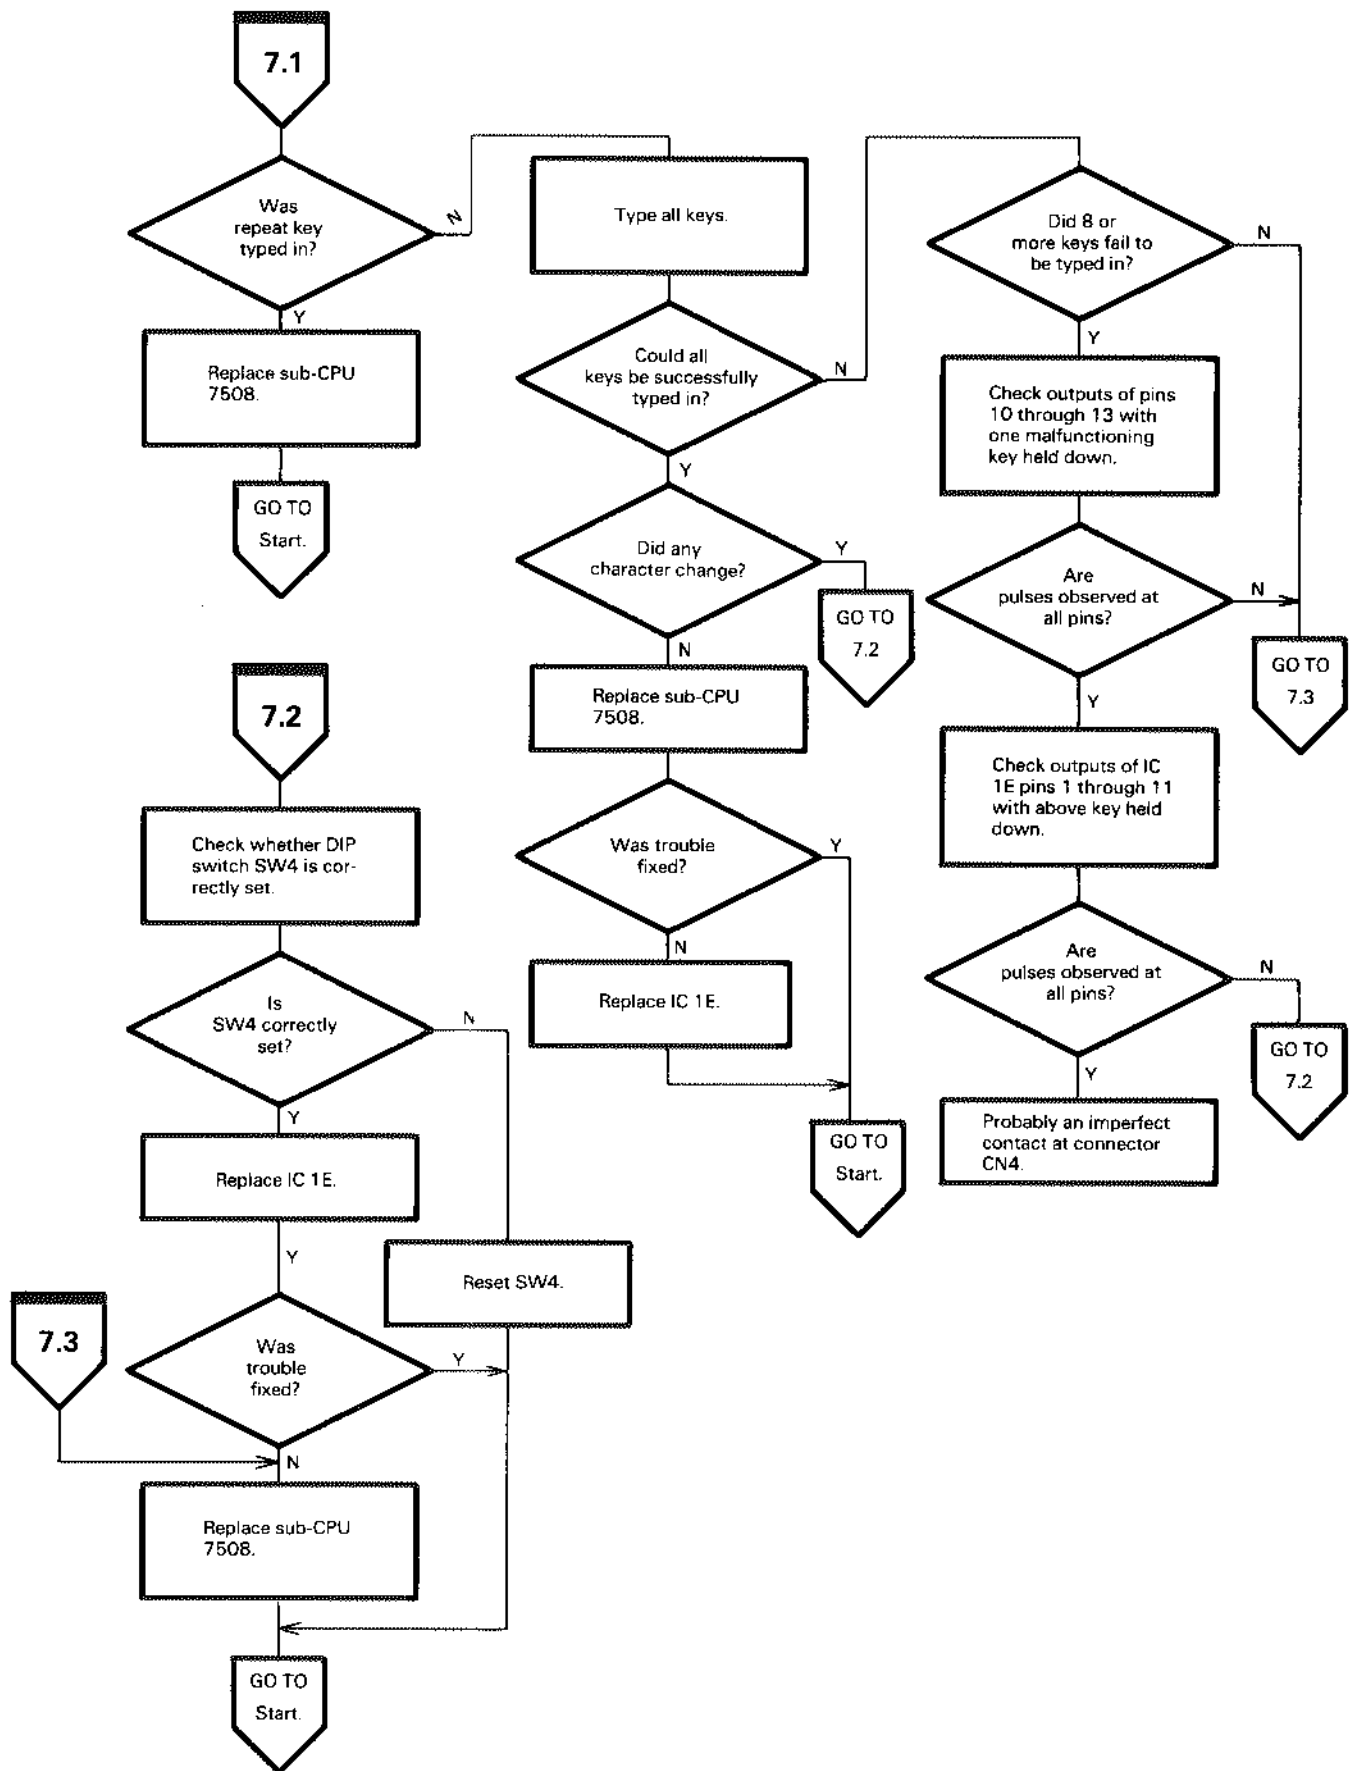 7.1
Was
repeat key
typed in?
N
Y
Replace sub-CPU
7508.
GO TO
Start.
Type all keys.
Could all
keys be successfully
typed in?
N
Y
Did any
character change?
Y
GO TO
7.2
N
Replace sub-CPU
7508.
Was trouble
fixed?
Y
N
Replace IC 1E.
GO TO
Start.
Did 8 or
more keys fail to
be typed in?
N
Y
Check outputs of pins
10 through 13 with
one malfunctioning
key held down.
Are
pulses observed at
all pins?
N
GO TO
7.3
Y
Check outputs of IC
1E pins 1 through 11
with above key held
down.
Are
pulses observed at
all pins?
N
GO TO
7.2
Y
Probably an imperfect
contact at connector
CN4.
7.2
Check whether DIP
switch SW4 is cor-
rectly set.
Is
SW4 correctly
set?
N
Y
Replace IC 1E.
Y
Reset SW4.
7.3
Was
trouble
fixed?
Y
N
Replace sub-CPU
7508.
GO TO
Start.